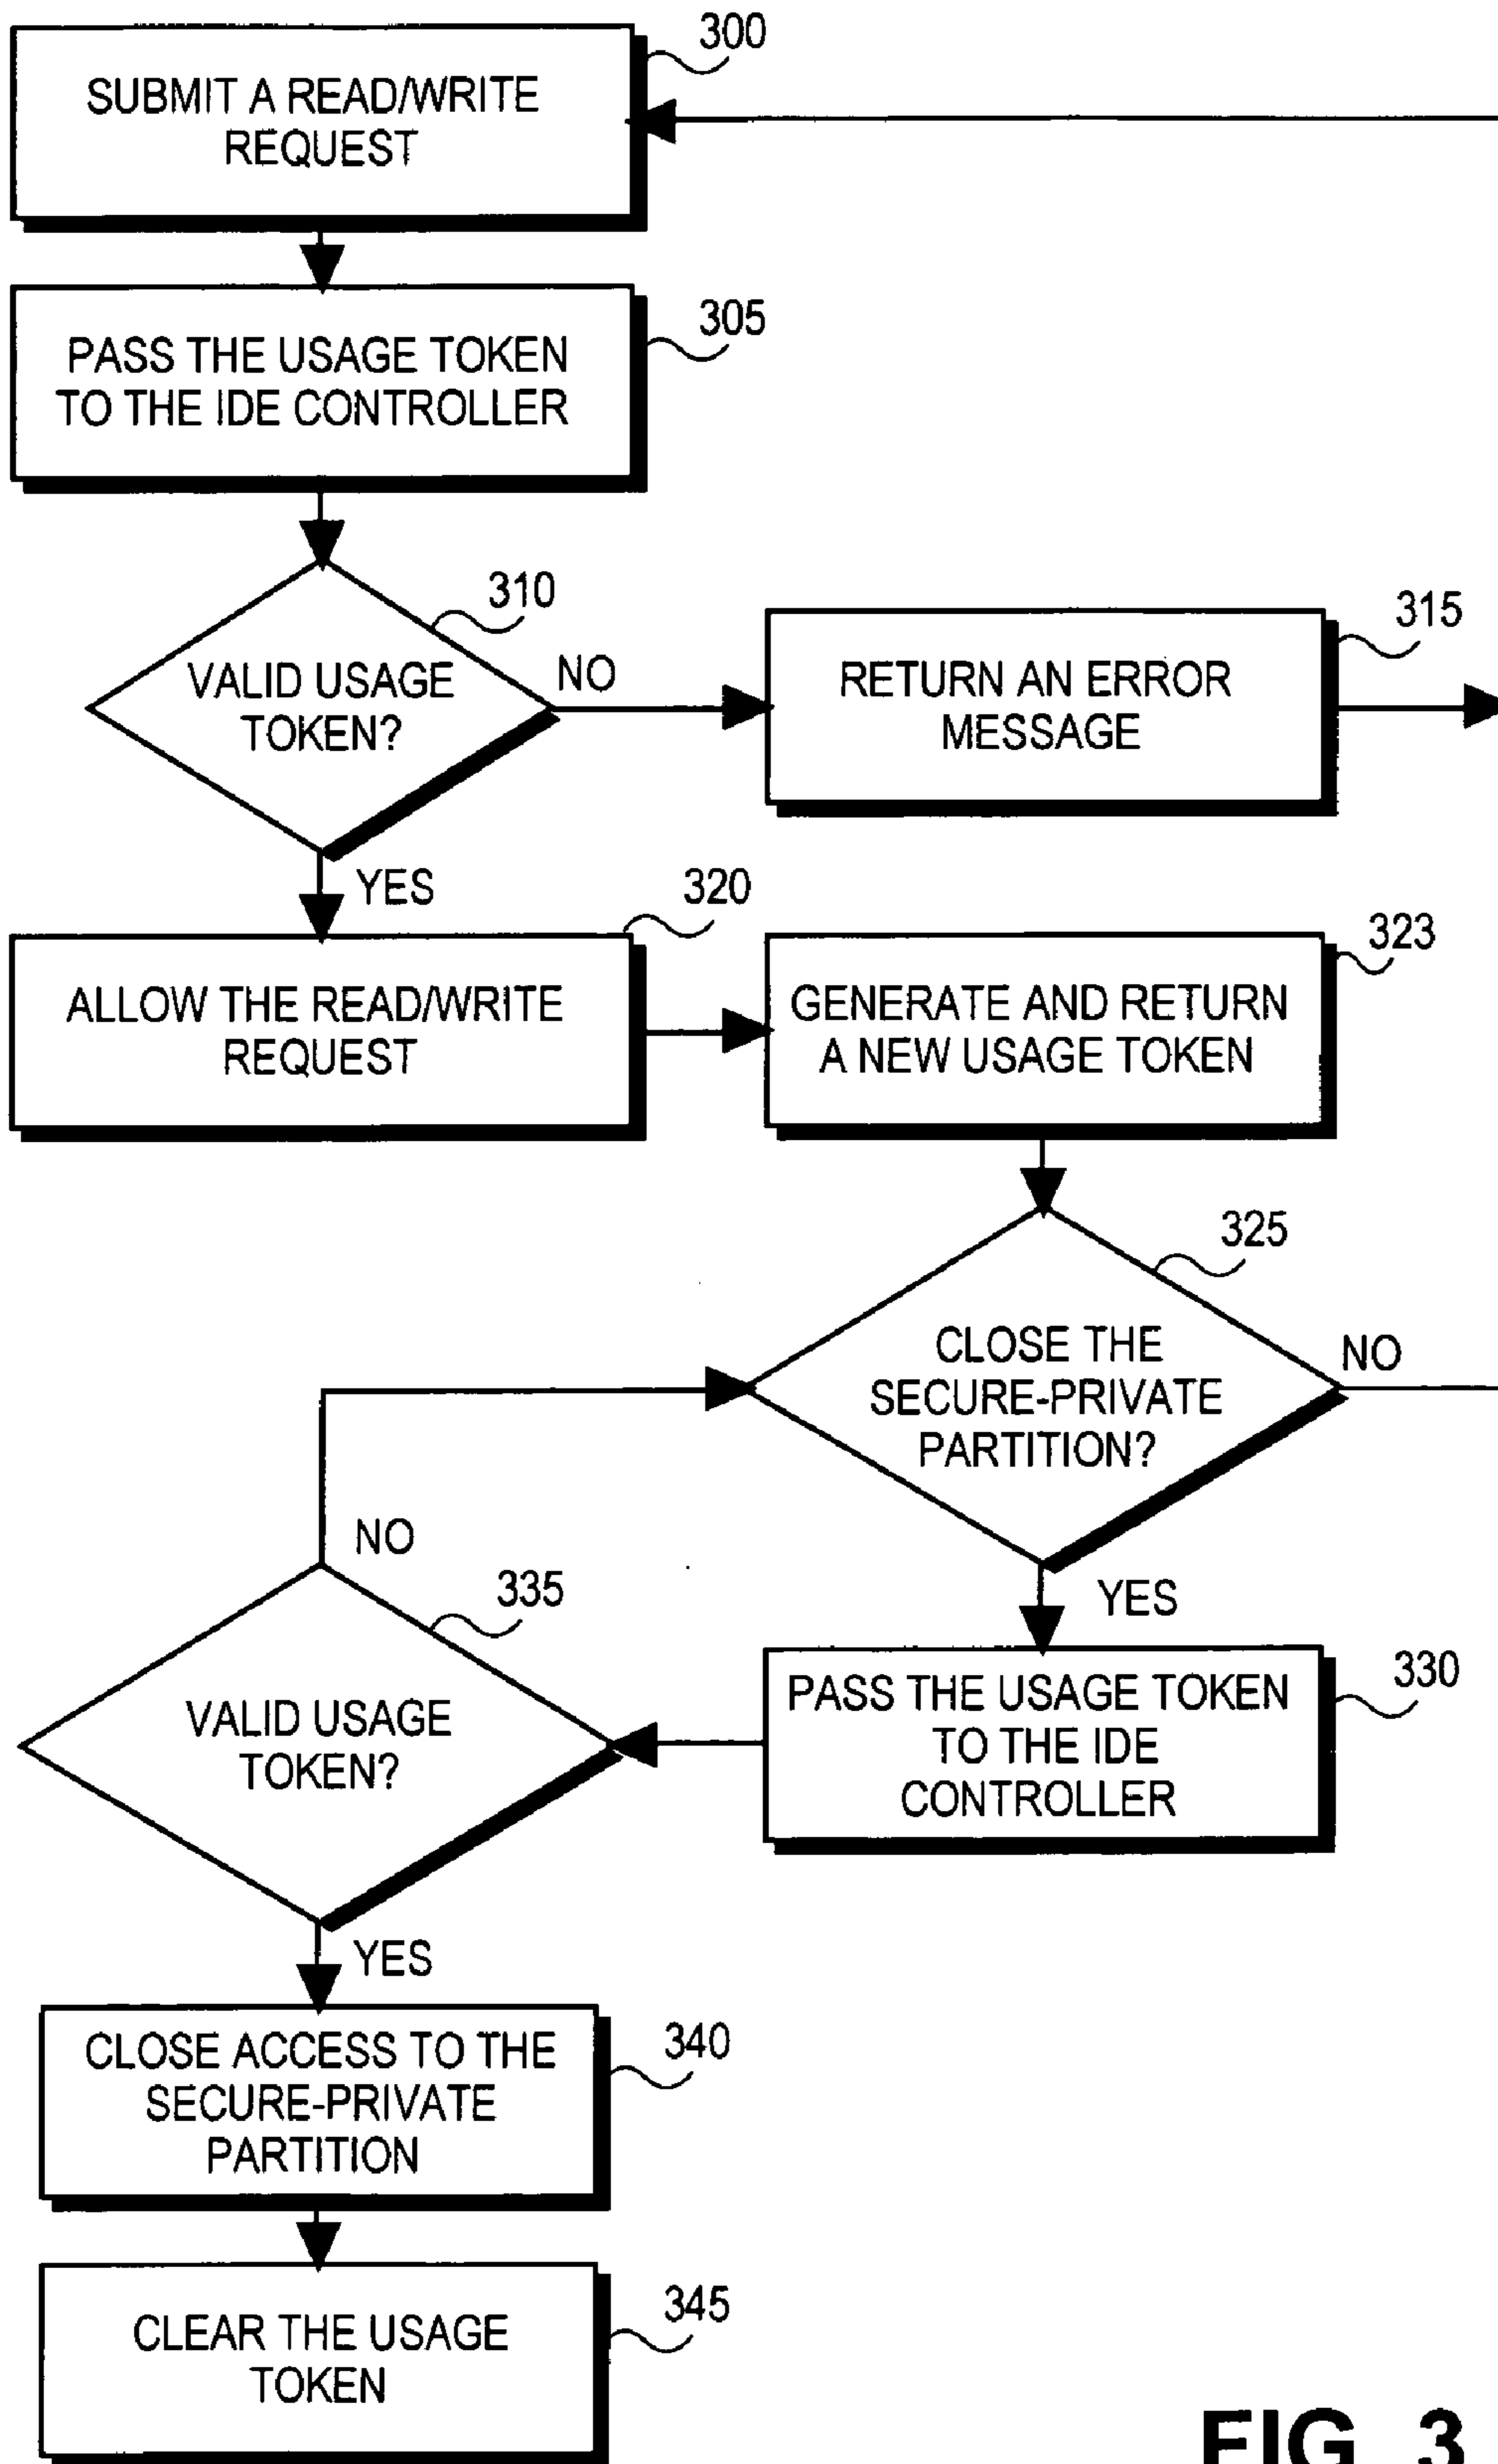 300
SUBMIT A READ/WRITE
REQUEST
305
PASS THE USAGE TOKEN
TO THE IDE CONTROLLER
310
VALID USAGE
TOKEN?
NO
315
RETURN AN ERROR
MESSAGE
YES
320
ALLOW THE READ/WRITE
REQUEST
323
GENERATE AND RETURN
A NEW USAGE TOKEN
325
CLOSE THE
SECURE-PRIVATE
PARTITION?
NO
YES
330
PASS THE USAGE TOKEN
TO THE IDE
CONTROLLER
335
VALID USAGE
TOKEN?
NO
YES
340
CLOSE ACCESS TO THE
SECURE-PRIVATE
PARTITION
345
CLEAR THE USAGE
TOKEN
FIG. 3